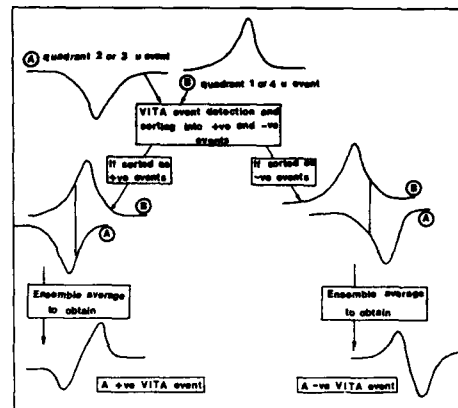 A quadrant 2 or 3 u event
B quadrant 1 or 4 u event
VITA event detection and
sorting into +ve and -ve
events
If sorted as
+ve events
If sorted as
-ve events
B
A
B
A
Ensemble average
to obtain
Ensemble average
to obtain
A +ve VITA event
A -ve VITA event